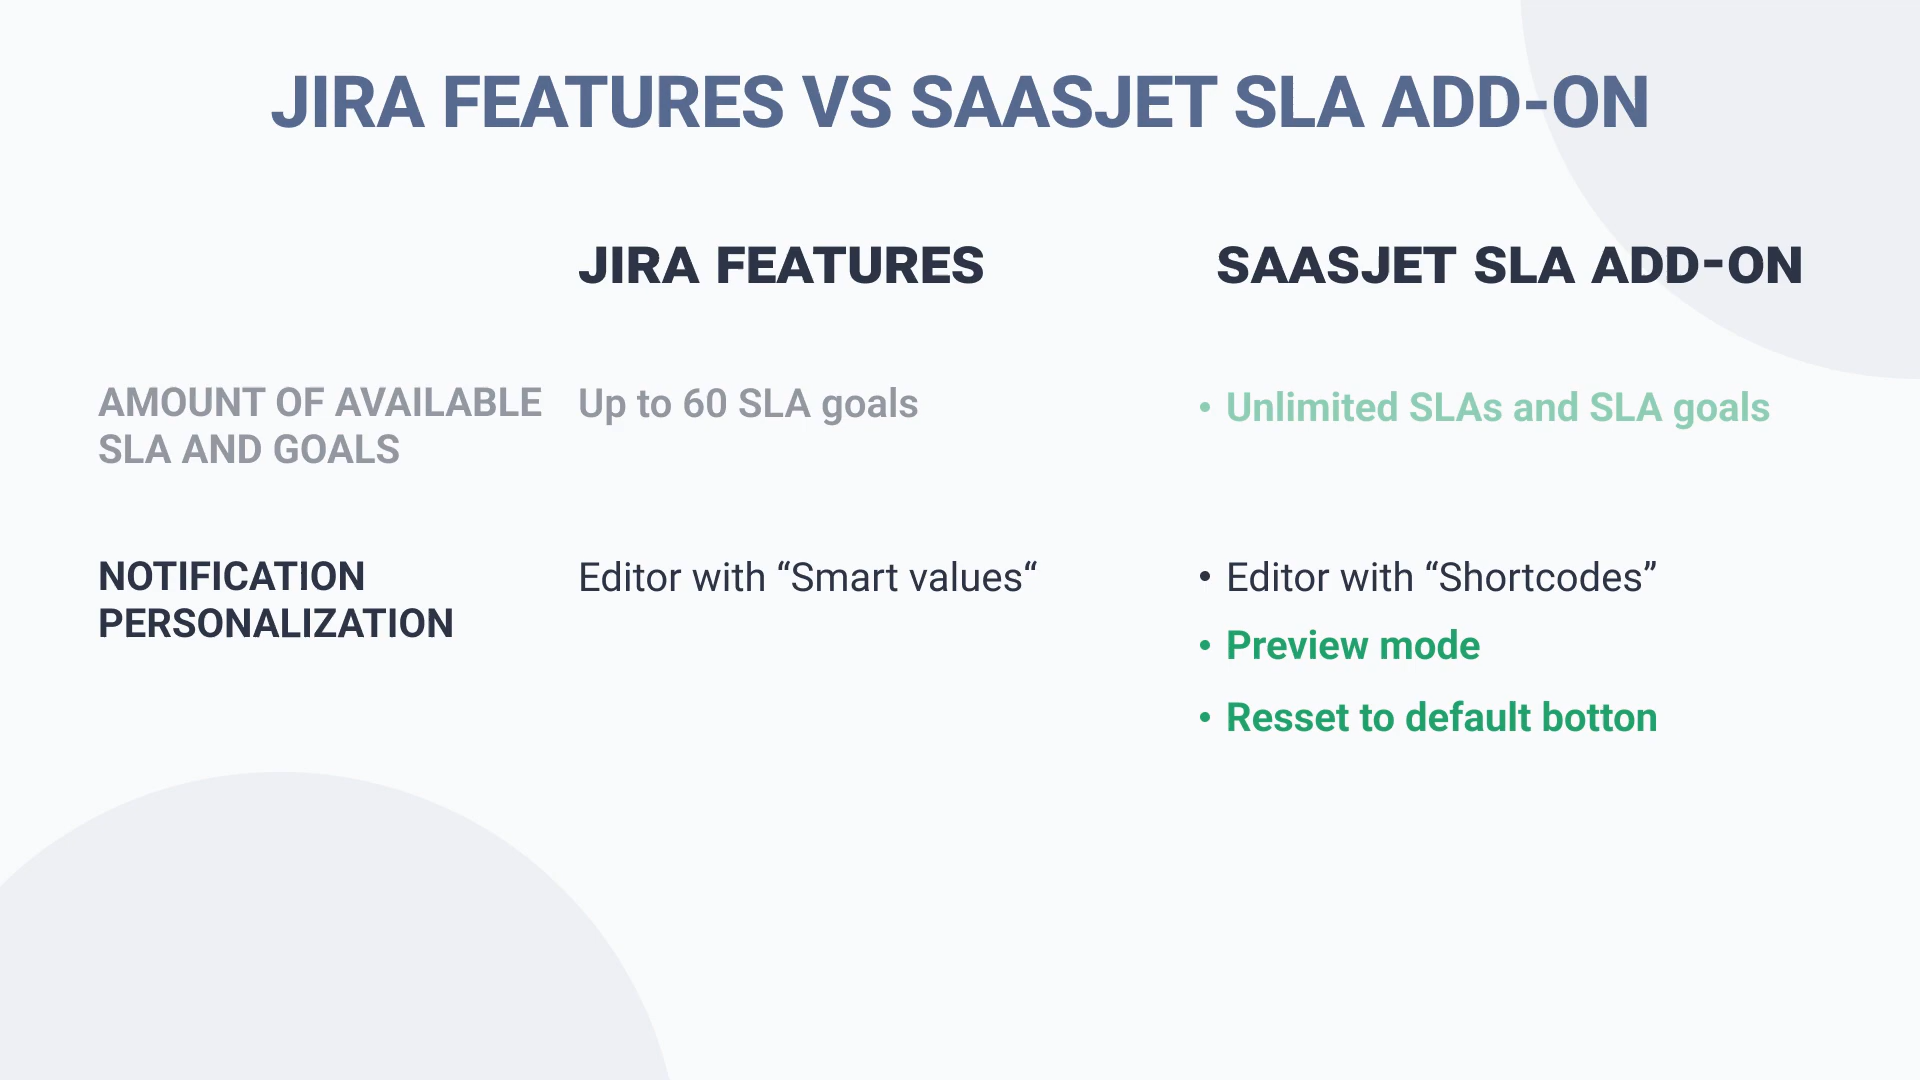 JIRA FEATURES VS SAASJET SLA ADD-ON
JIRA FEATURES
SAASJET SLA ADD-ON
AMOUNT OF AVAILABLE
SLA AND GOALS
Up to 60 SLA goals
• Unlimited SLAs and SLA goals
NOTIFICATION
PERSONALIZATION
Editor with “Smart values“
• Editor with “Shortcodes”
• Preview mode
• Resset to default botton